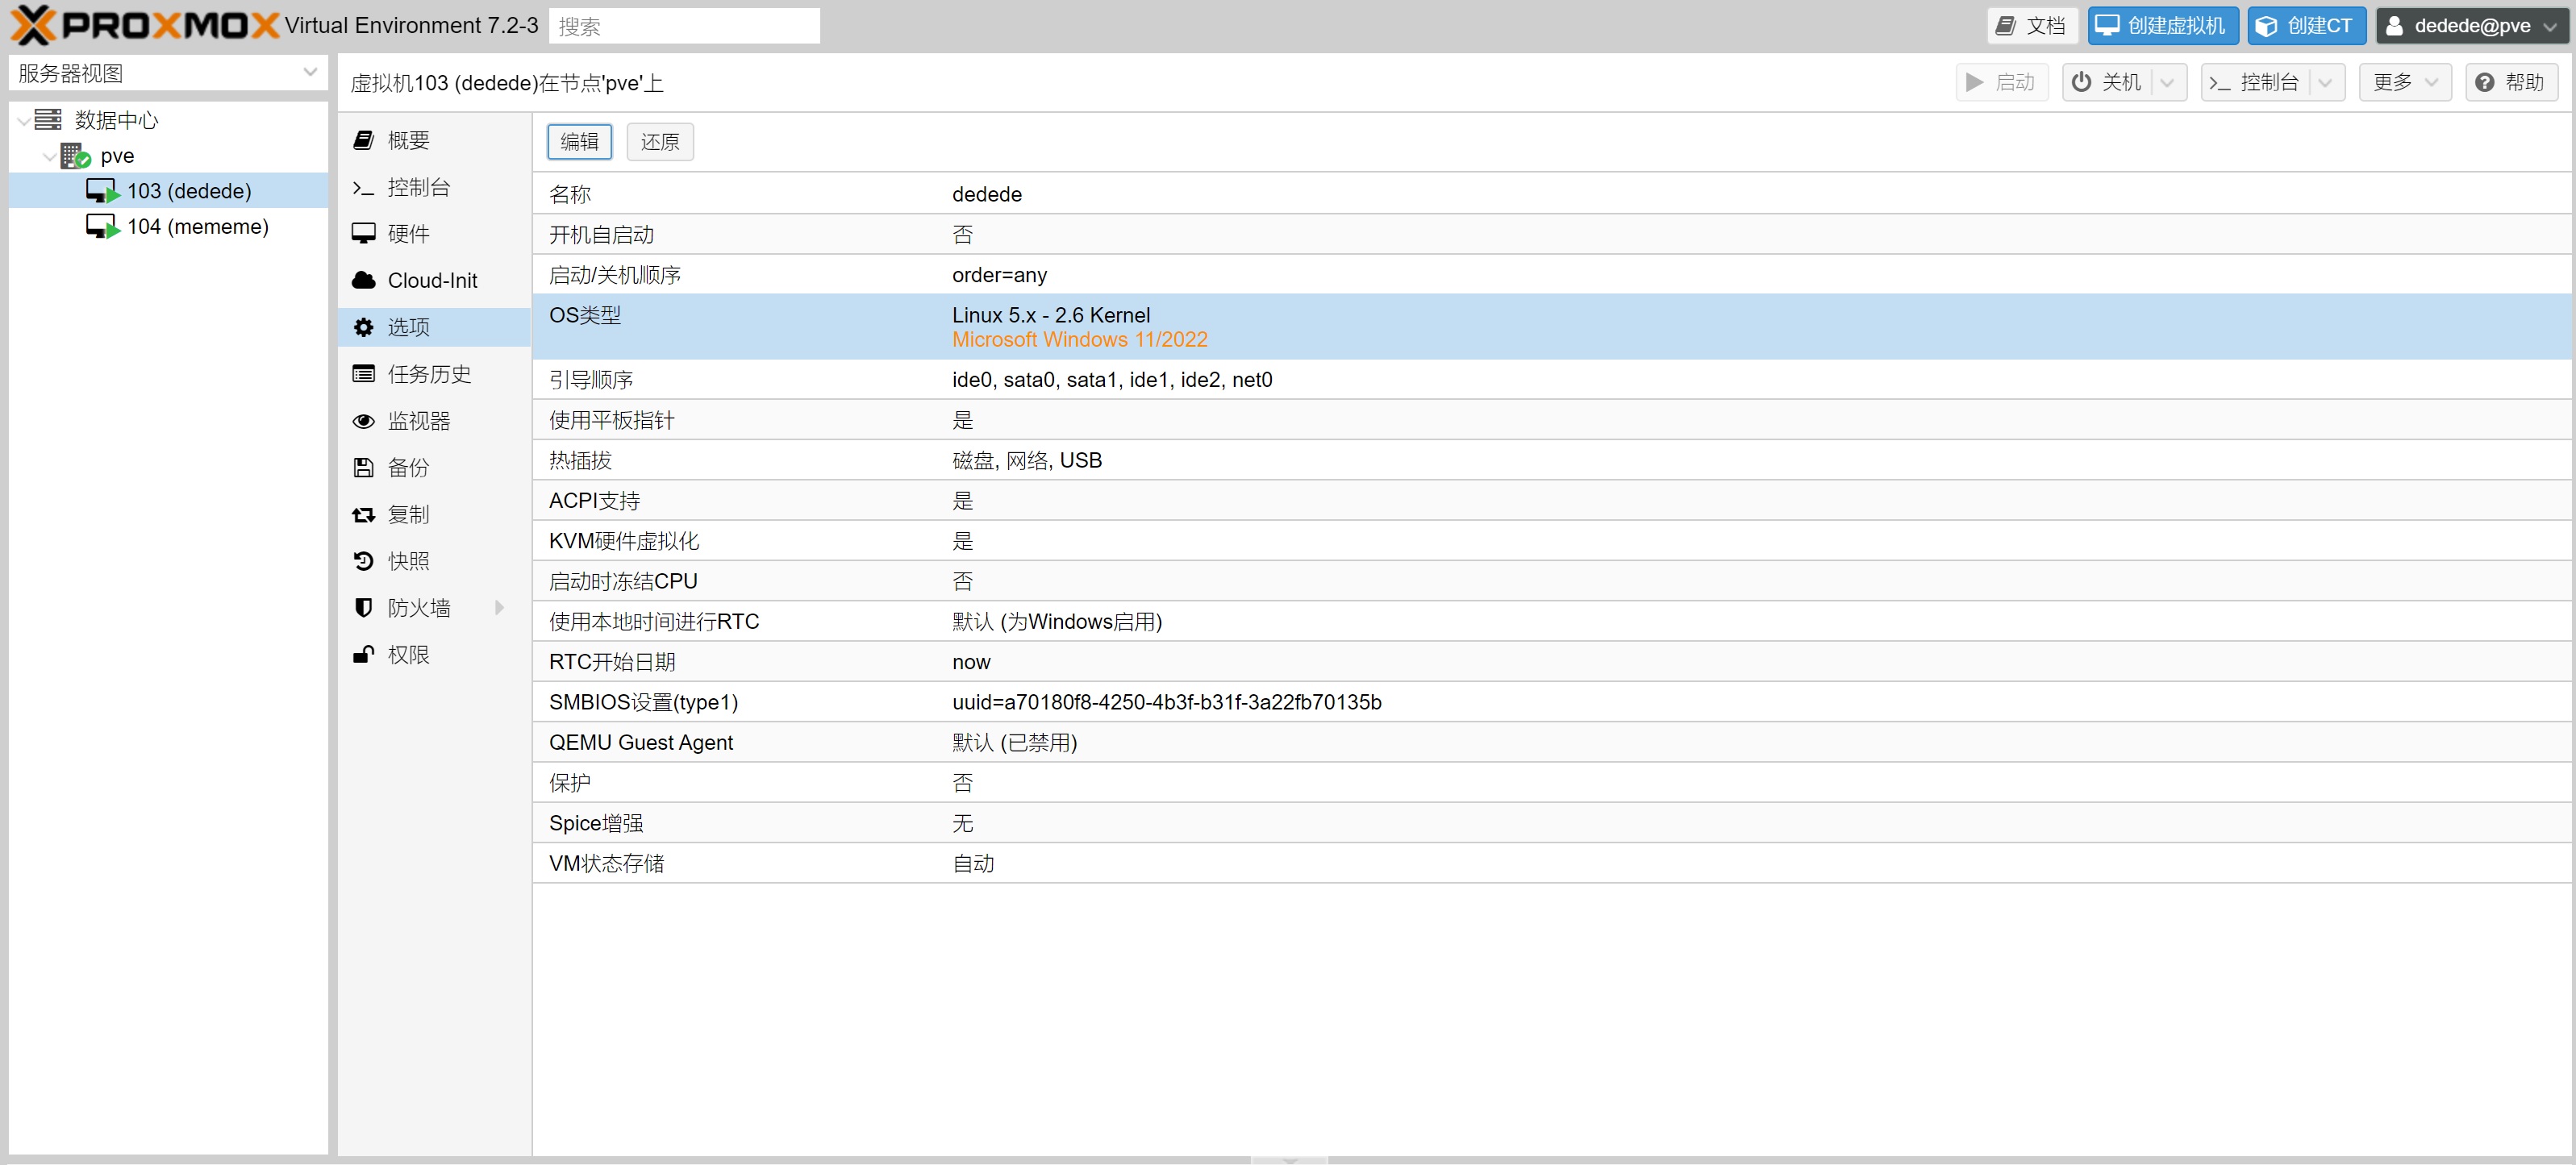 PROXMOX Virtual Environment 7.2-3 搜索 文档 创建虚拟机 创建CT dedede@pve
服务器视图
虚拟机103 (dedede)在节点'pve'上 启动 关机 控制台 更多 帮助
数据中心
pve
103 (dedede)
104 (mememe)
概要
控制台
硬件
Cloud-Init
选项
任务历史
监视器
备份
复制
快照
防火墙
权限
编辑 还原
名称 dedede
开机自启动 否
启动/关机顺序 order=any
OS类型 Linux 5.x - 2.6 Kernel
Microsoft Windows 11/2022
引导顺序 ide0, sata0, sata1, ide1, ide2, net0
使用平板指针 是
热插拔 磁盘, 网络, USB
ACPI支持 是
KVM硬件虚拟化 是
启动时冻结CPU 否
使用本地时间进行RTC 默认 (为Windows启用)
RTC开始日期 now
SMBIOS设置(type1) uuid=a70180f8-4250-4b3f-b31f-3a22fb70135b
QEMU Guest Agent 默认 (已禁用)
保护 否
Spice增强 无
VM状态存储 自动